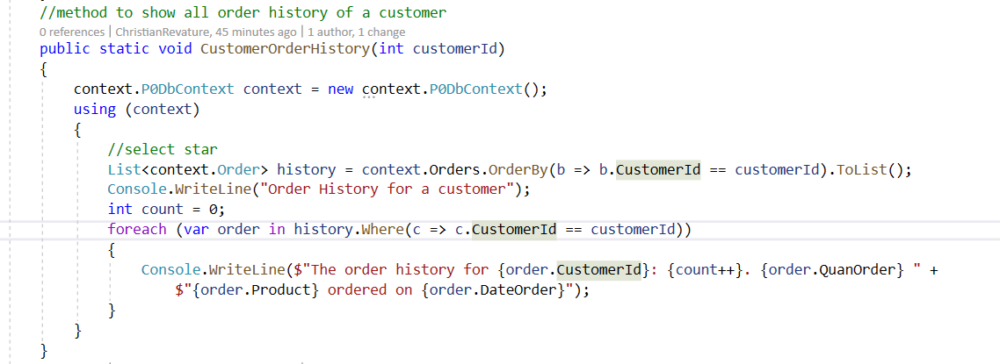 //method to show all order history of a customer
0 references | ChristianRevature, 45 minutes ago | 1 author, 1 change
public static void CustomerOrderHistory(int customerId)
{
context.P0DbContext context = new context.P0DbContext();
using (context)
{
//select star
List<context.Order> history = context.Orders.OrderBy(b => b.CustomerId == customerId).ToList();
Console.WriteLine("Order History for a customer");
int count = 0;
foreach (var order in history.Where(c => c.CustomerId == customerId))
{
Console.WriteLine($"The order history for {order.CustomerId}: {count++}. {order.QuanOrder} " +
$"{order.Product} ordered on {order.DateOrder}");
}
}
}